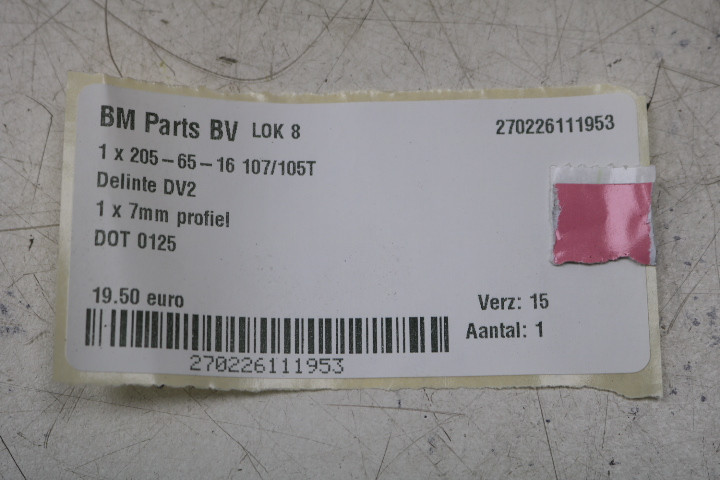 BM Parts BV LOK 8 270226111953
1 x 205-65-16 107/105T
Delinte DV2
1 x 7mm profiel
DOT 0125
19.50 euro Verz: 15
Aantal: 1
270226111953